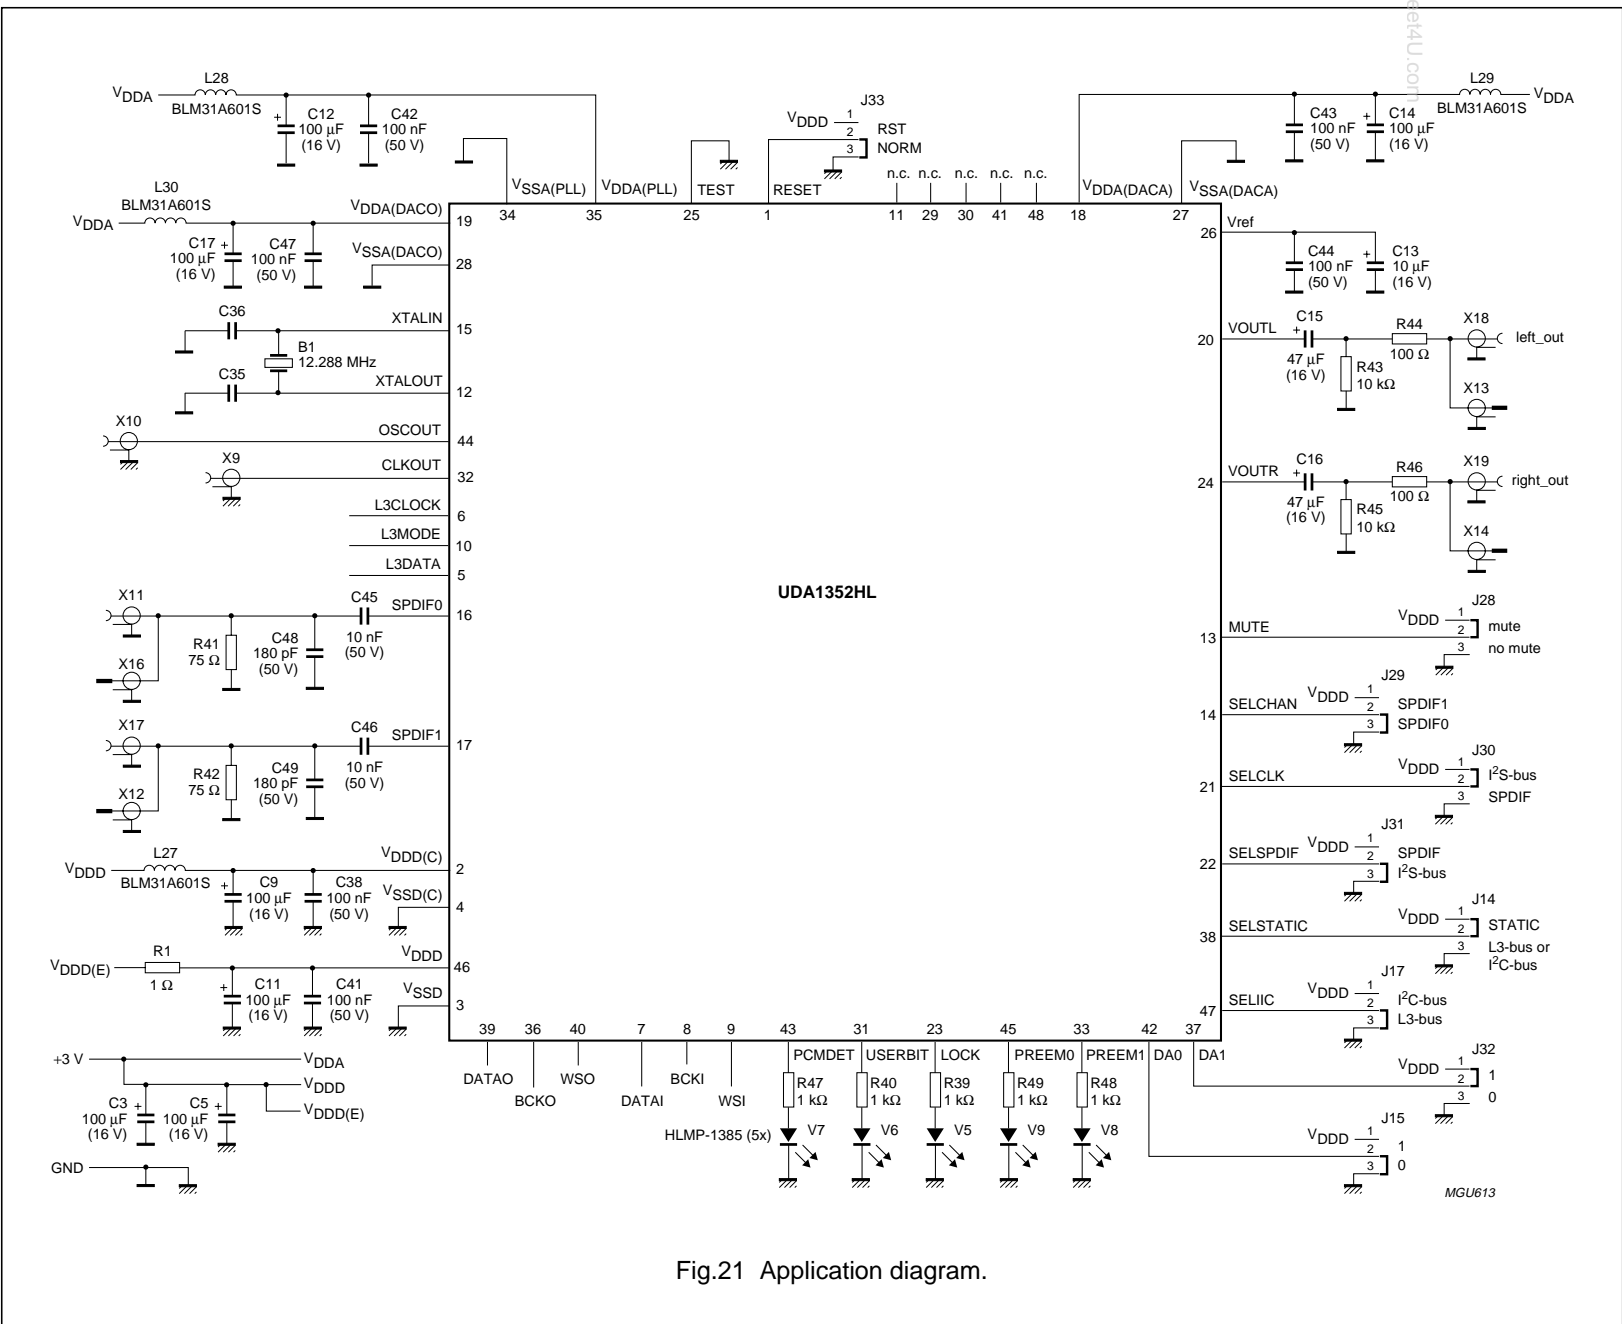 eet4U.com
L28
VDDA
BLM31A601S
C12
100 µF
(16 V)
C42
100 nF
(50 V)
J33
VDDD
1
2
3
RST
NORM
L29
BLM31A601S
VDDA
C43
100 nF
(50 V)
C14
100 µF
(16 V)
VSSA(PLL)
VDDA(PLL)
TEST
RESET
n.c.
n.c.
n.c.
n.c.
n.c.
VDDA(DACA)
VSSA(DACA)
34
35
25
1
11
29
30
41
48
18
27
L30
BLM31A601S
VDDA
VDDA(DACO)
19
C17
100 µF
(16 V)
C47
100 nF
(50 V)
VSSA(DACO)
28
C36
XTALIN
15
B1
12.288 MHz
C35
XTALOUT
12
X10
OSCOUT
44
X9
CLKOUT
32
L3CLOCK
6
L3MODE
10
L3DATA
5
X11
X16
R41
75 Ω
C48
180 pF
(50 V)
C45
10 nF
(50 V)
SPDIF0
16
X17
X12
R42
75 Ω
C49
180 pF
(50 V)
C46
10 nF
(50 V)
SPDIF1
17
L27
VDDD
BLM31A601S
VDDD(C)
2
C9
100 µF
(16 V)
C38
100 nF
(50 V)
VSSD(C)
4
R1
VDDD(E)
1 Ω
VDDD
46
C11
100 µF
(16 V)
C41
100 nF
(50 V)
VSSD
3
UDA1352HL
26
Vref
C44
100 nF
(50 V)
C13
10 µF
(16 V)
20
VOUTL
C15
47 µF
(16 V)
R43
10 kΩ
R44
100 Ω
X18
left_out
X13
24
VOUTR
C16
47 µF
(16 V)
R45
10 kΩ
R46
100 Ω
X19
right_out
X14
13
MUTE
VDDD
J28
1
2
3
mute
no mute
14
SELCHAN
VDDD
J29
1
2
3
SPDIF1
SPDIF0
21
SELCLK
VDDD
J30
1
2
3
I2S-bus
SPDIF
22
SELSPDIF
VDDD
J31
1
2
3
SPDIF
I2S-bus
38
SELSTATIC
VDDD
J14
1
2
3
STATIC
L3-bus or
I2C-bus
47
SELIIC
VDDD
J17
1
2
3
I2C-bus
L3-bus
39
36
40
7
8
9
43
31
23
45
33
42
37
DATAO
BCKO
WSO
DATAI
BCKI
WSI
PCMDET
USERBIT
LOCK
PREEM0
PREEM1
DA0
DA1
R47
1 kΩ
R40
1 kΩ
R39
1 kΩ
R49
1 kΩ
R48
1 kΩ
HLMP-1385 (5x)
V7
V6
V5
V9
V8
VDDD
J32
1
2
3
1
0
VDDD
J15
1
2
3
1
0
+3 V
VDDA
VDDD
VDDD(E)
C3
100 µF
(16 V)
C5
100 µF
(16 V)
GND
MGU613
Fig.21 Application diagram.